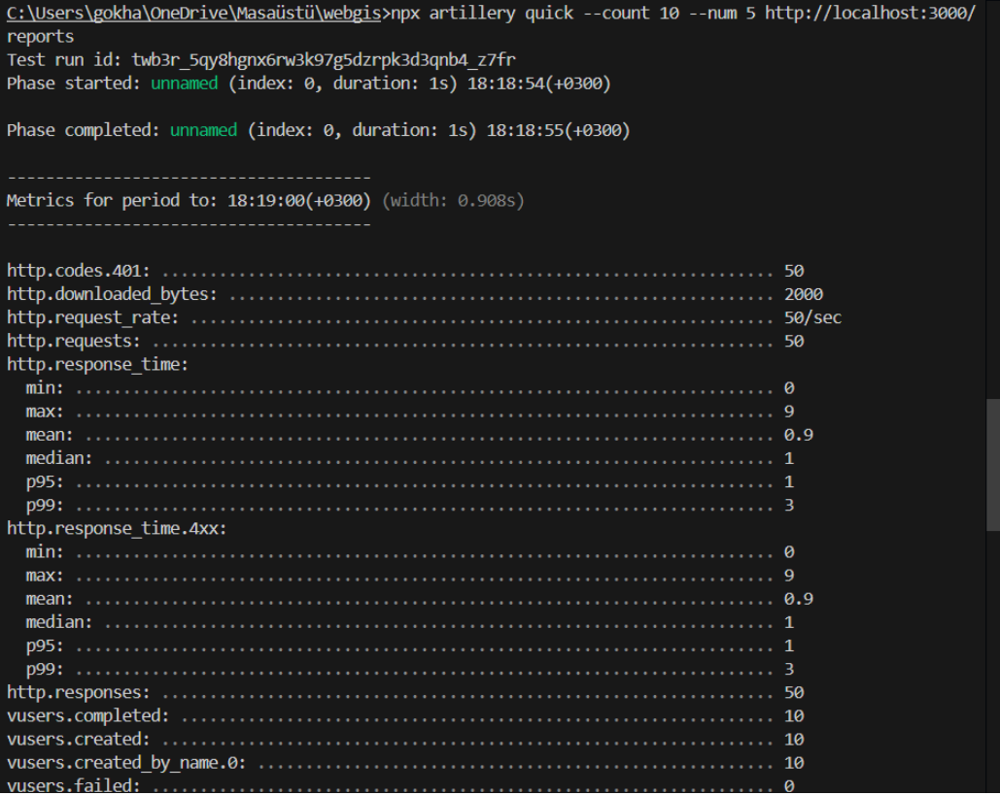 C:\Users\gokha\OneDrive\Masaüstü\webgis>npx artillery quick --count 10 --num 5 http://localhost:3000/
reports
Test run id: twb3r_5qy8hgnx6rw3k97g5dzrpk3d3qnb4_z7fr
Phase started: unnamed (index: 0, duration: 1s) 18:18:54(+0300)
Phase completed: unnamed (index: 0, duration: 1s) 18:18:55(+0300)
--------------------------------------
Metrics for period to: 18:19:00(+0300) (width: 0.908s)
--------------------------------------
http.codes.401: ................................................................ 50
http.downloaded_bytes: ......................................................... 2000
http.request_rate: ............................................................. 50/sec
http.requests: ................................................................. 50
http.response_time:
  min: ......................................................................... 0
  max: ......................................................................... 9
  mean: ........................................................................ 0.9
  median: ...................................................................... 1
  p95: ......................................................................... 1
  p99: ......................................................................... 3
http.response_time.4xx:
  min: ......................................................................... 0
  max: ......................................................................... 9
  mean: ........................................................................ 0.9
  median: ...................................................................... 1
  p95: ......................................................................... 1
  p99: ......................................................................... 3
http.responses: ................................................................ 50
vusers.completed: .............................................................. 10
vusers.created: ................................................................ 10
vusers.created_by_name.0: ...................................................... 10
vusers.failed: ................................................................. 0